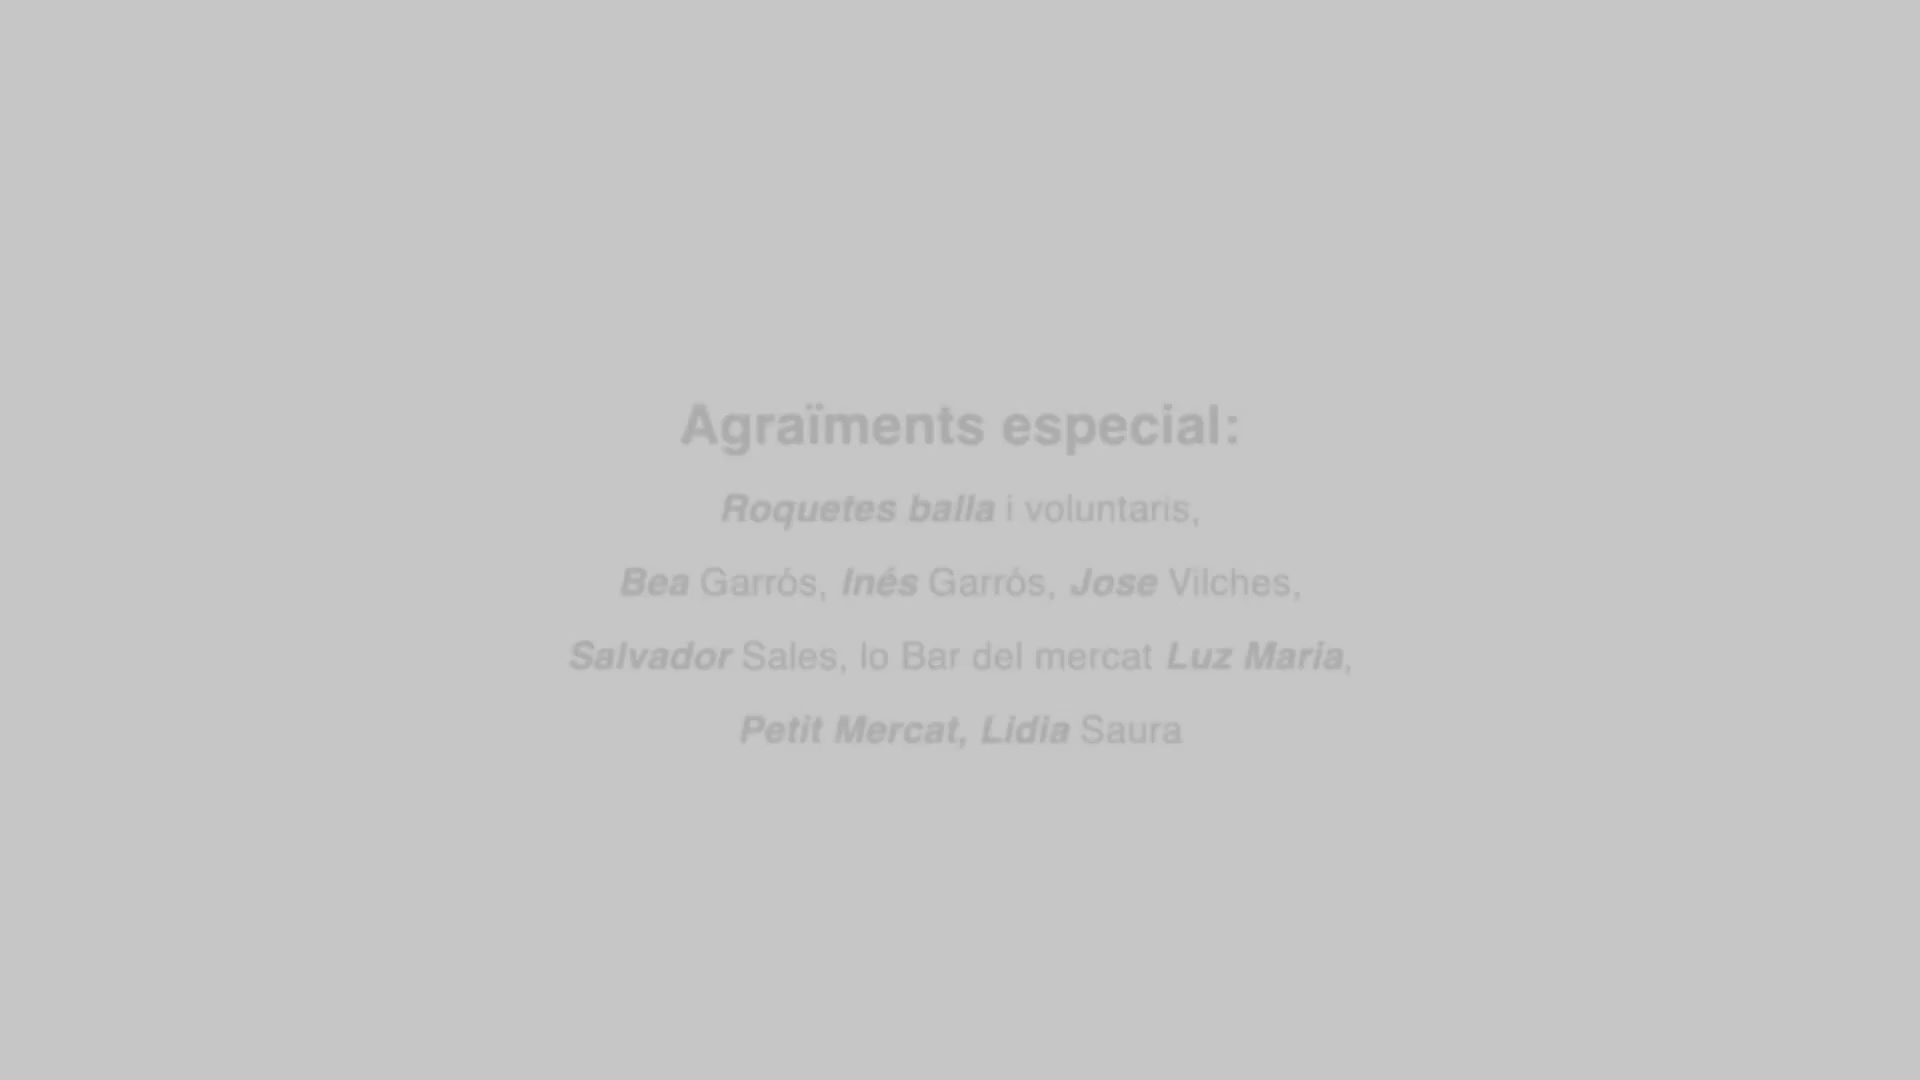 Agraïments especial:
Roquetes balla i voluntaris,
Bea Garrós, Inés Garrós, Jose Vilches,
Salvador Sales, lo Bar del mercat Luz Maria,
Petit Mercat, Lidia Saura